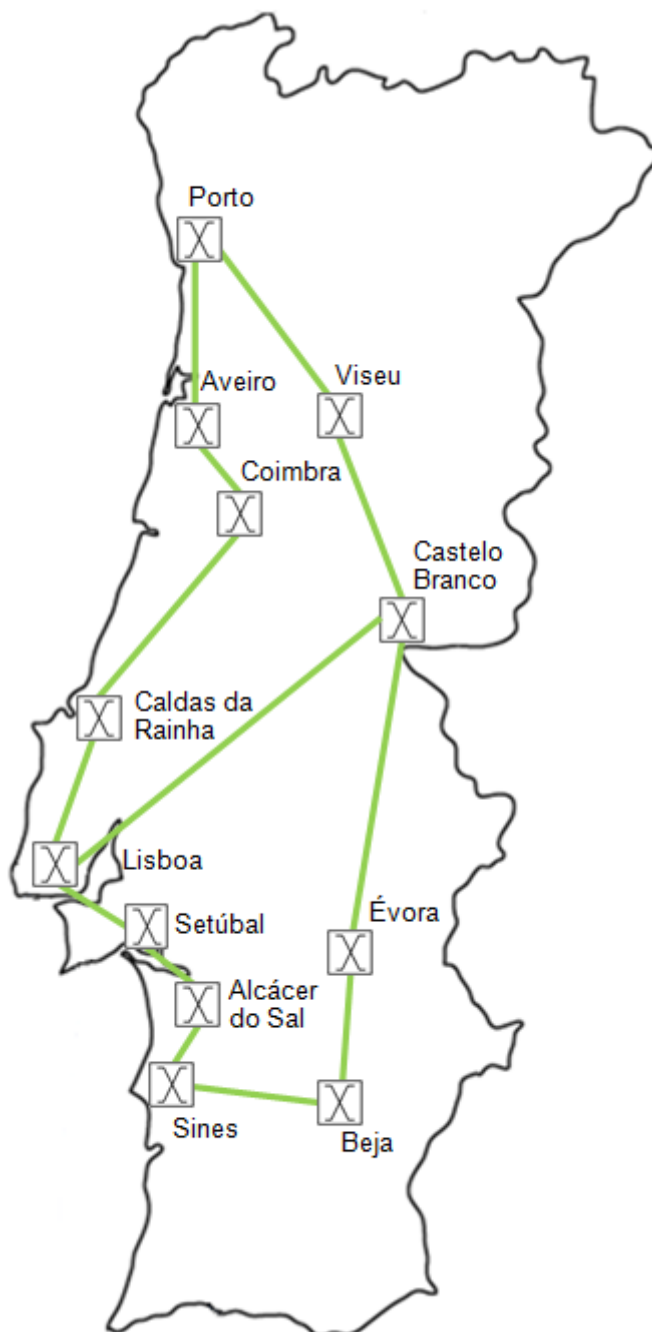 Porto
Aveiro
Viseu
Coimbra
Castelo
Branco
Caldas da
Rainha
Lisboa
Setúbal
Évora
Alcácer
do Sal
Sines
Beja